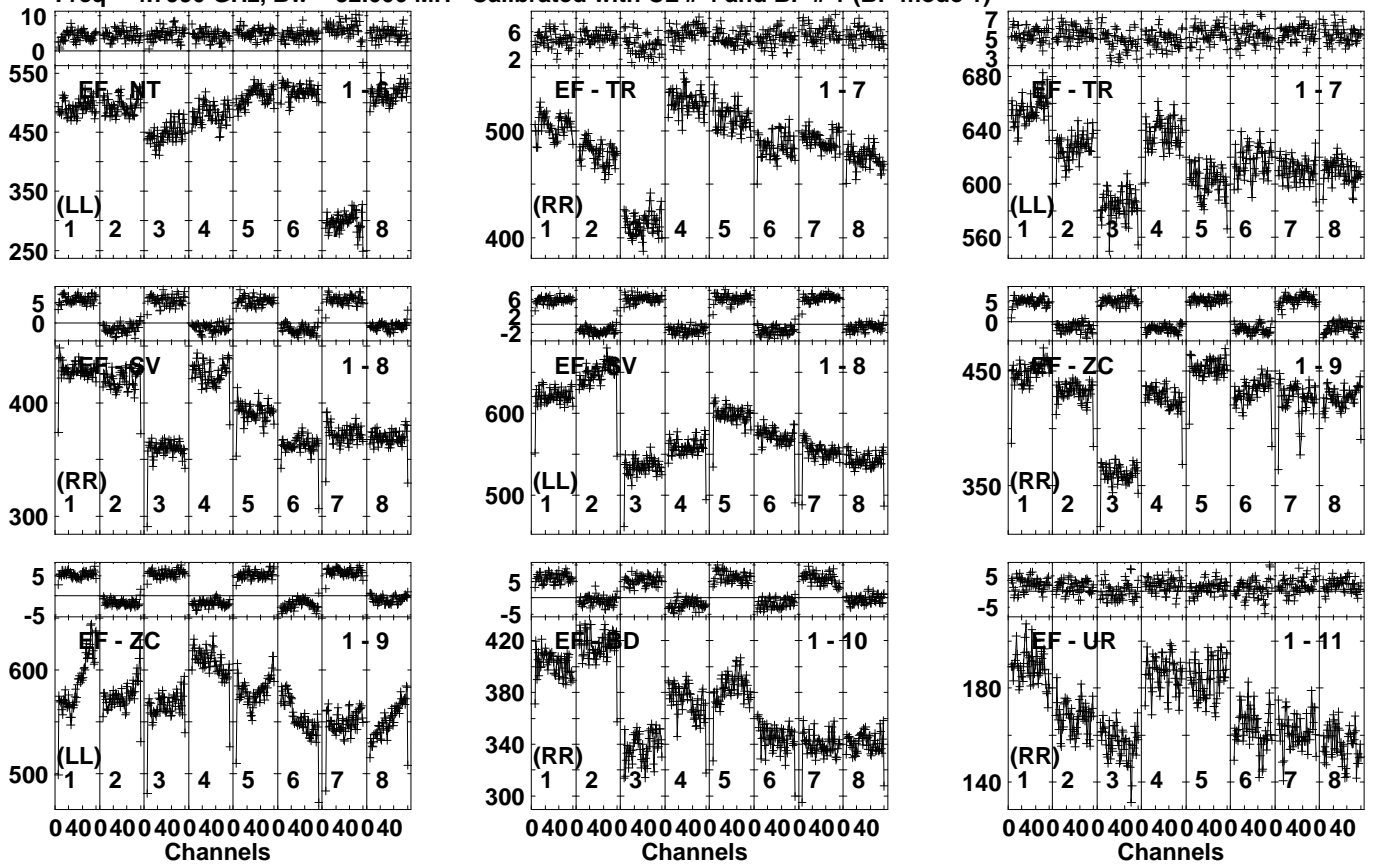 10
0
550
450
350
250
EF - NT
(LL)
1 2 3 4 5 6 8
6
2
500
400
EF - TR 1 - 7
(RR)
1 2 4 5 6 7 8
7
5
3
680
640
600
560
EF - TR 1 - 7
(LL)
1 2 3 4 5 6 7 8
5
0
400
300
EF - SV 1 - 8
(RR)
1 2 3 4 5 6 7 8
6
2
-2
600
500
EF - SV 1 - 8
(LL)
1 2 3 4 5 6 7 8
5
0
450
350
EF - ZC 1 - 9
(RR)
1 2 3 4 5 6 7 8
5
-5
600
500
EF - ZC 1 - 9
(LL)
1 2 3 4 5 6 7 8
0 40 0 40 0 40 0 40 0 40 0 40 0 40 0 40
Channels
5
-5
420
380
340
300
EF - BD 1 - 10
(RR)
1 2 3 4 5 6 7 8
0 40 0 40 0 40 0 40 0 40 0 40 0 40 0 40
Channels
5
-5
180
140
EF - UR 1 - 11
(RR)
1 2 3 4 5 6 7 8
0 40 0 40 0 40 0 40 0 40 0 40 0 40 0 40
Channels